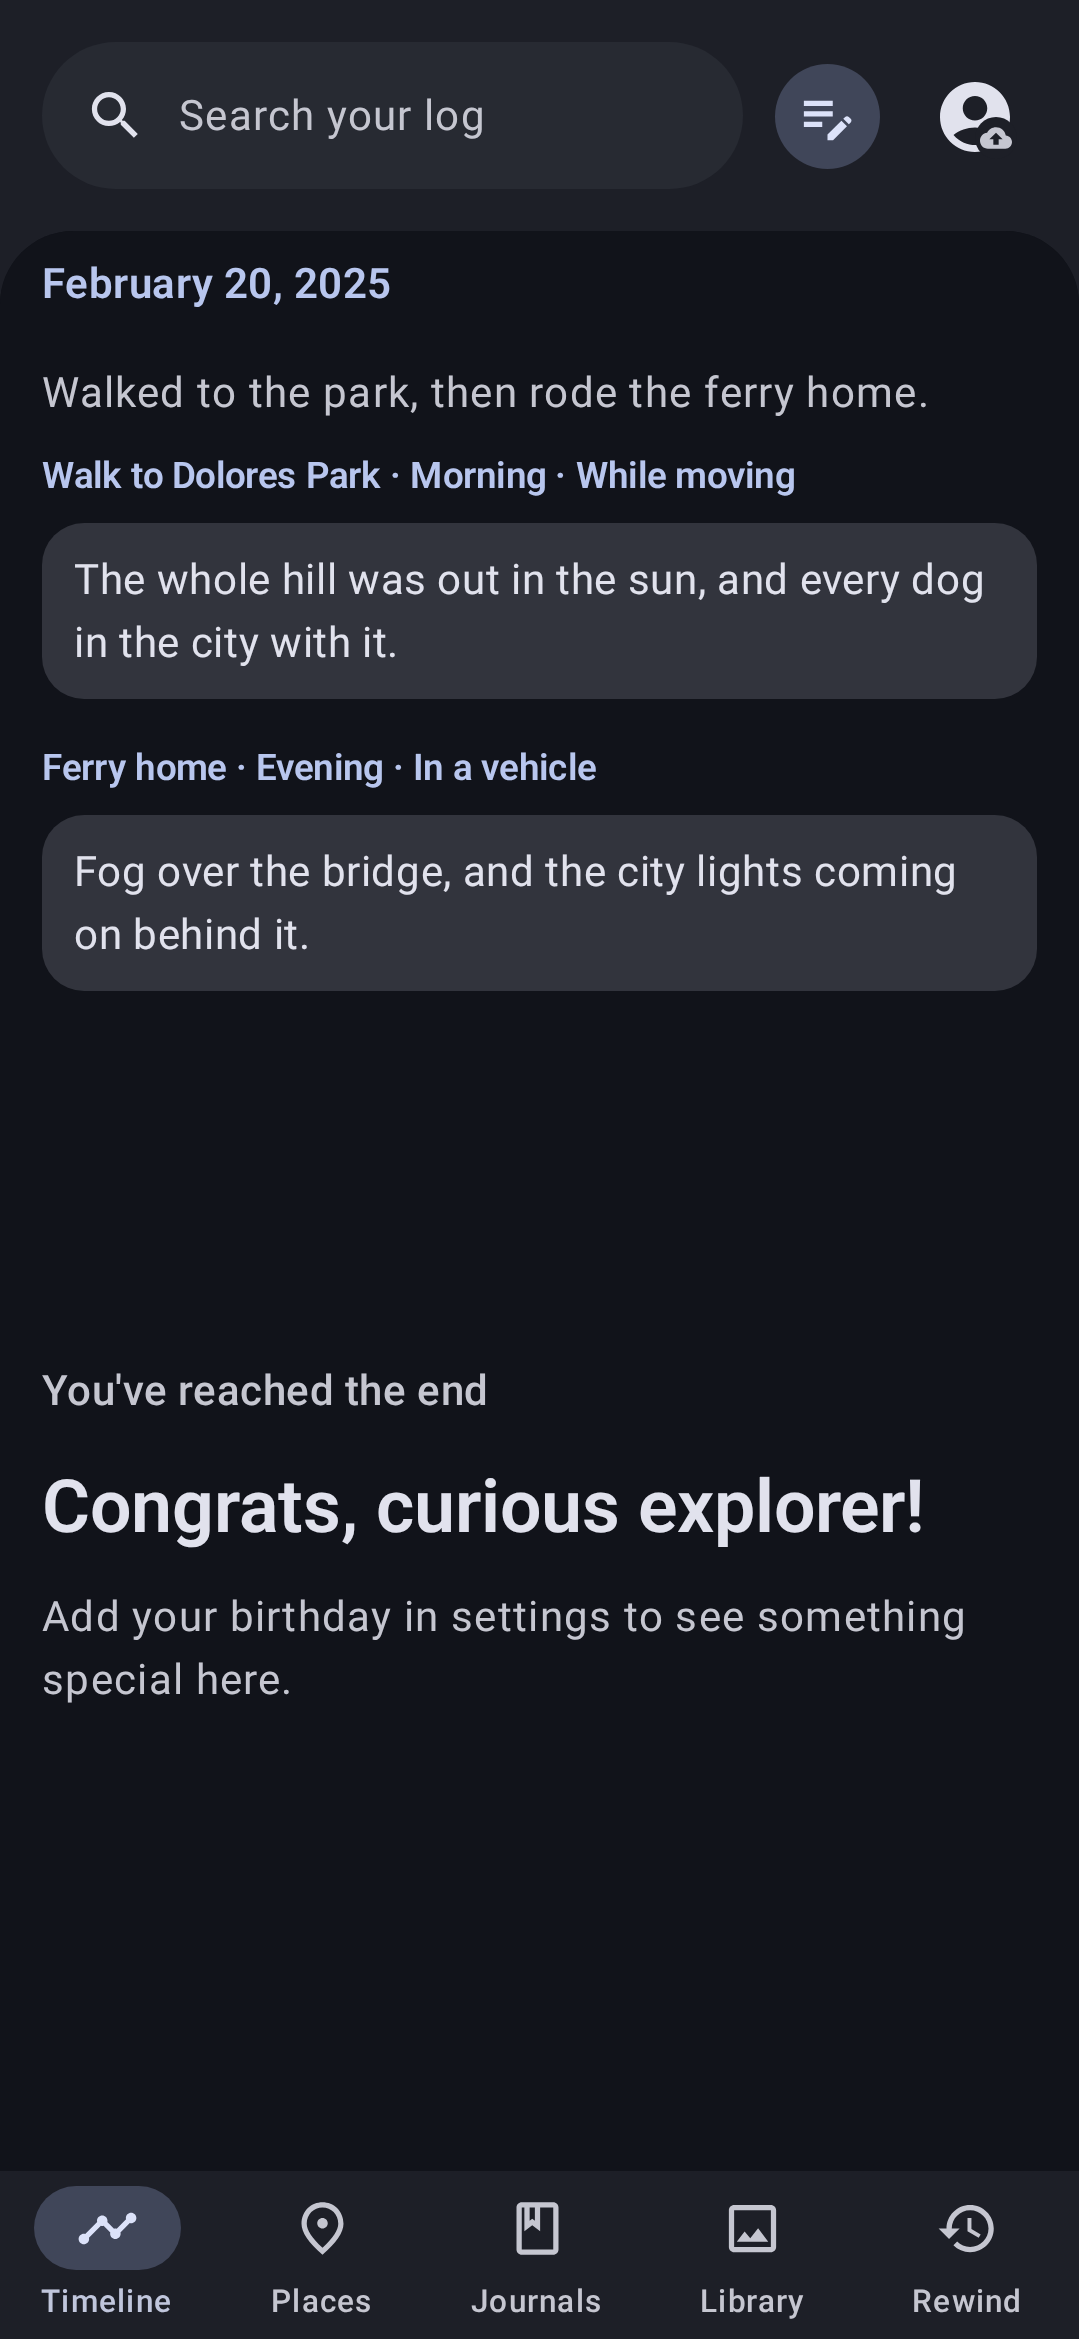 Search your log
February 20, 2025
Walked to the park, then rode the ferry home.
Walk to Dolores Park · Morning · While moving
The whole hill was out in the sun, and every dog
in the city with it.
Ferry home · Evening · In a vehicle
Fog over the bridge, and the city lights coming
on behind it.
You've reached the end
Congrats, curious explorer!
Add your birthday in settings to see something
special here.
Timeline
Places
Journals
Library
Rewind